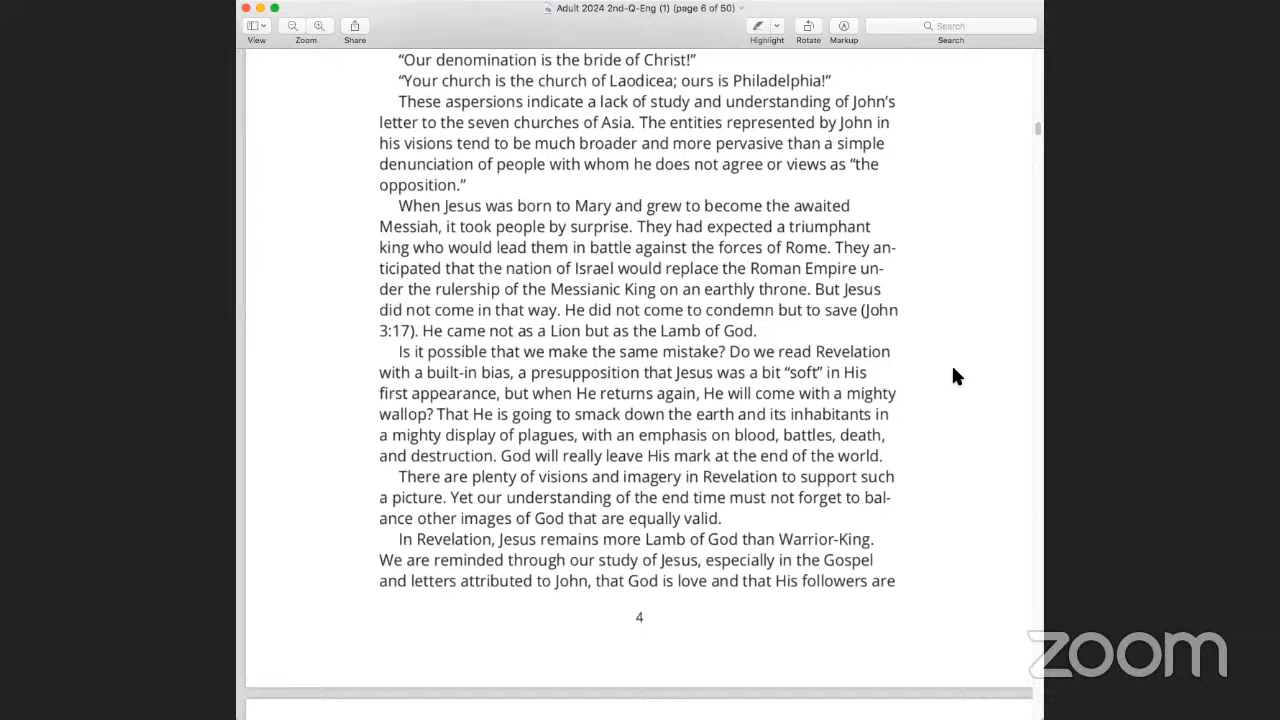 Adult 2024 2nd-Q-Eng (1) (page 6 of 50)
View
Zoom
Share
Highlight
Rotate
Markup
Search
Search
“Our denomination is the bride of Christ!”
“Your church is the church of Laodicea; ours is Philadelphia!”
These aspersions indicate a lack of study and understanding of John’s
letter to the seven churches of Asia. The entities represented by John in
his visions tend to be much broader and more pervasive than a simple
denunciation of people with whom he does not agree or views as “the
opposition.”
When Jesus was born to Mary and grew to become the awaited
Messiah, it took people by surprise. They had expected a triumphant
king who would lead them in battle against the forces of Rome. They an-
ticipated that the nation of Israel would replace the Roman Empire un-
der the rulership of the Messianic King on an earthly throne. But Jesus
did not come in that way. He did not come to condemn but to save (John
3:17). He came not as a Lion but as the Lamb of God.
Is it possible that we make the same mistake? Do we read Revelation
with a built-in bias, a presupposition that Jesus was a bit “soft” in His
first appearance, but when He returns again, He will come with a mighty
wallop? That He is going to smack down the earth and its inhabitants in
a mighty display of plagues, with an emphasis on blood, battles, death,
and destruction. God will really leave His mark at the end of the world.
There are plenty of visions and imagery in Revelation to support such
a picture. Yet our understanding of the end time must not forget to bal-
ance other images of God that are equally valid.
In Revelation, Jesus remains more Lamb of God than Warrior-King.
We are reminded through our study of Jesus, especially in the Gospel
and letters attributed to John, that God is love and that His followers are
4
zoom